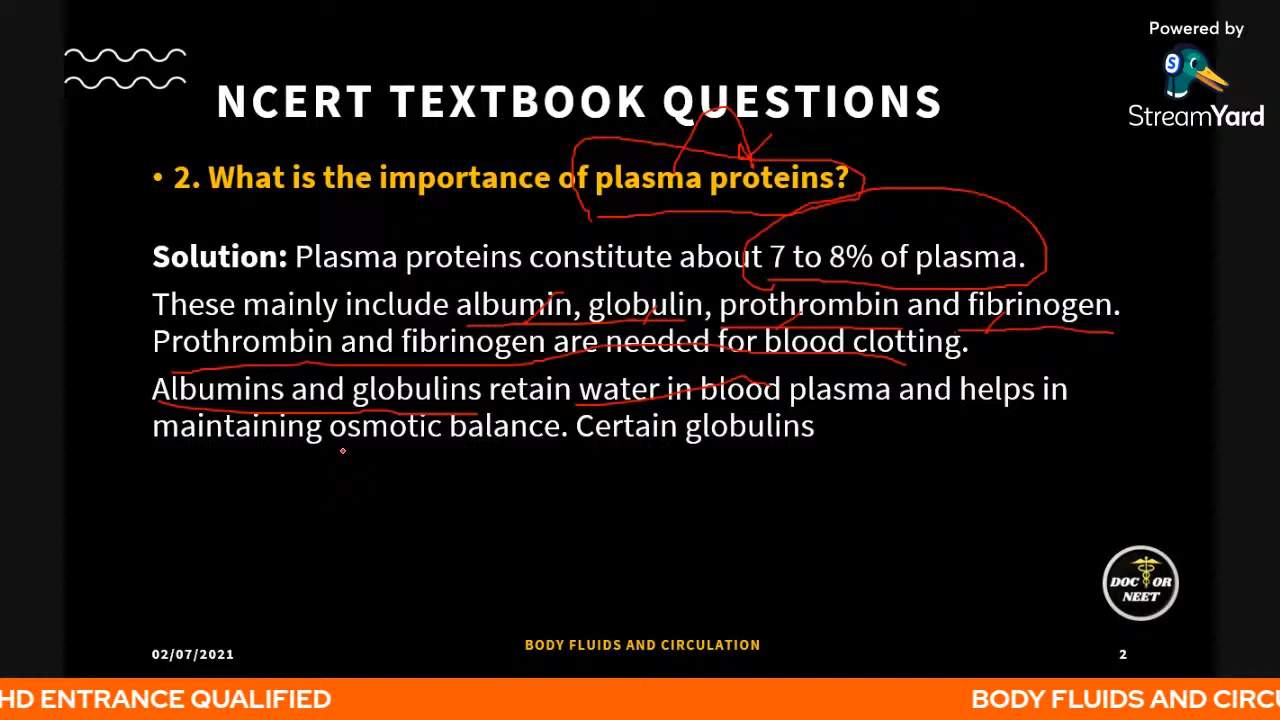 Powered by
StreamYard
NCERT TEXTBOOK QUESTIONS
• 2. What is the importance of plasma proteins?
Solution: Plasma proteins constitute about 7 to 8% of plasma.
These mainly include albumin, globulin, prothrombin and fibrinogen.
Prothrombin and fibrinogen are needed for blood clotting.
Albumins and globulins retain water in blood plasma and helps in
maintaining osmotic balance. Certain globulins
DOCTOR
NEET
02/07/2021
BODY FLUIDS AND CIRCULATION
2
HD ENTRANCE QUALIFIED
BODY FLUIDS AND CIRCU